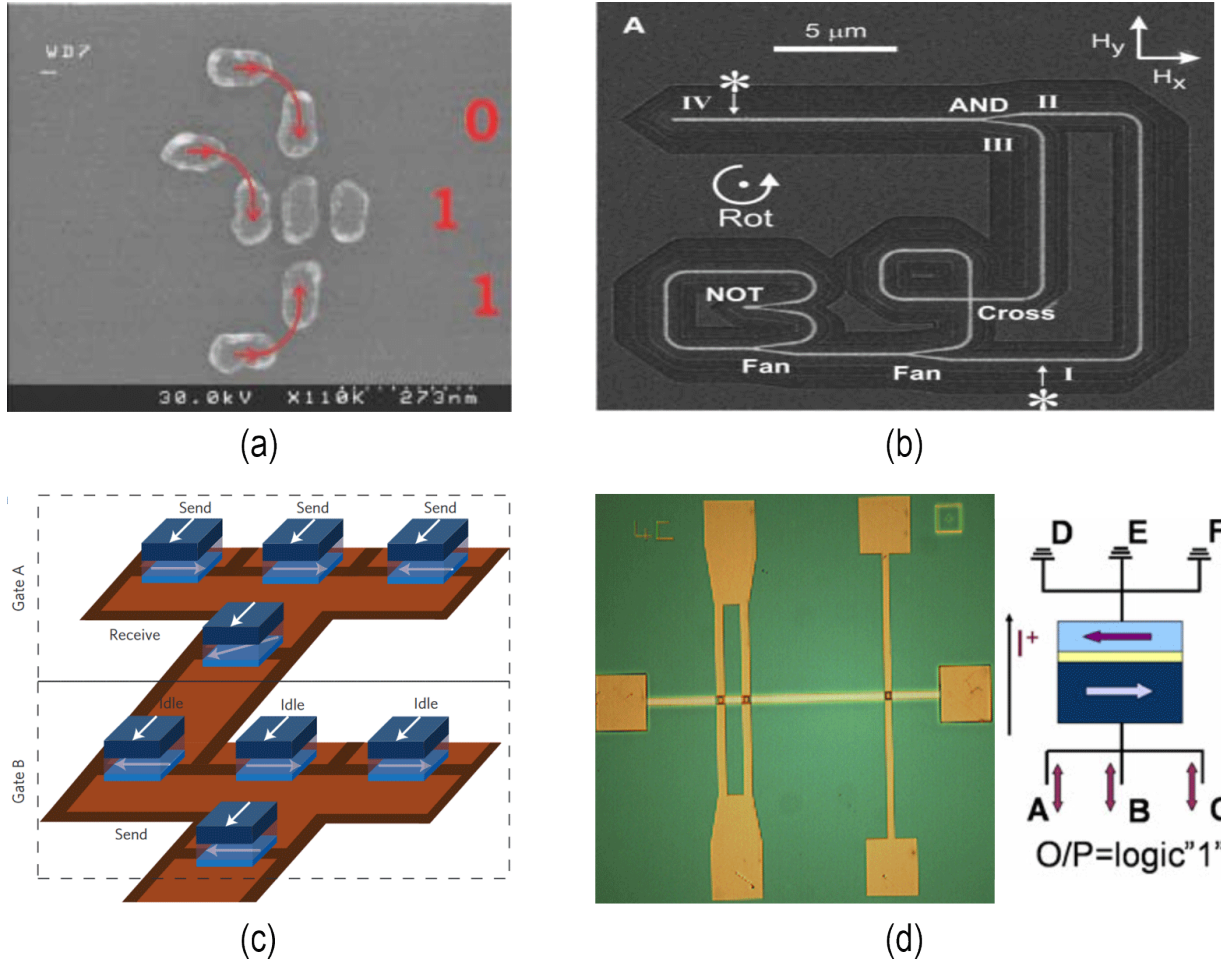 WD7
0
1
1
30.0kV X110K 273nm
(a)
A
5 μm
Hy
Hx
IV
*
AND
II
III
Rot
NOT
Cross
Fan
Fan
I
*
(b)
Send
Send
Send
Gate A
Receive
Idle
Idle
Idle
Gate B
Send
(c)
4C
D
E
F
I+
A
B
C
O/P=logic"1"
(d)